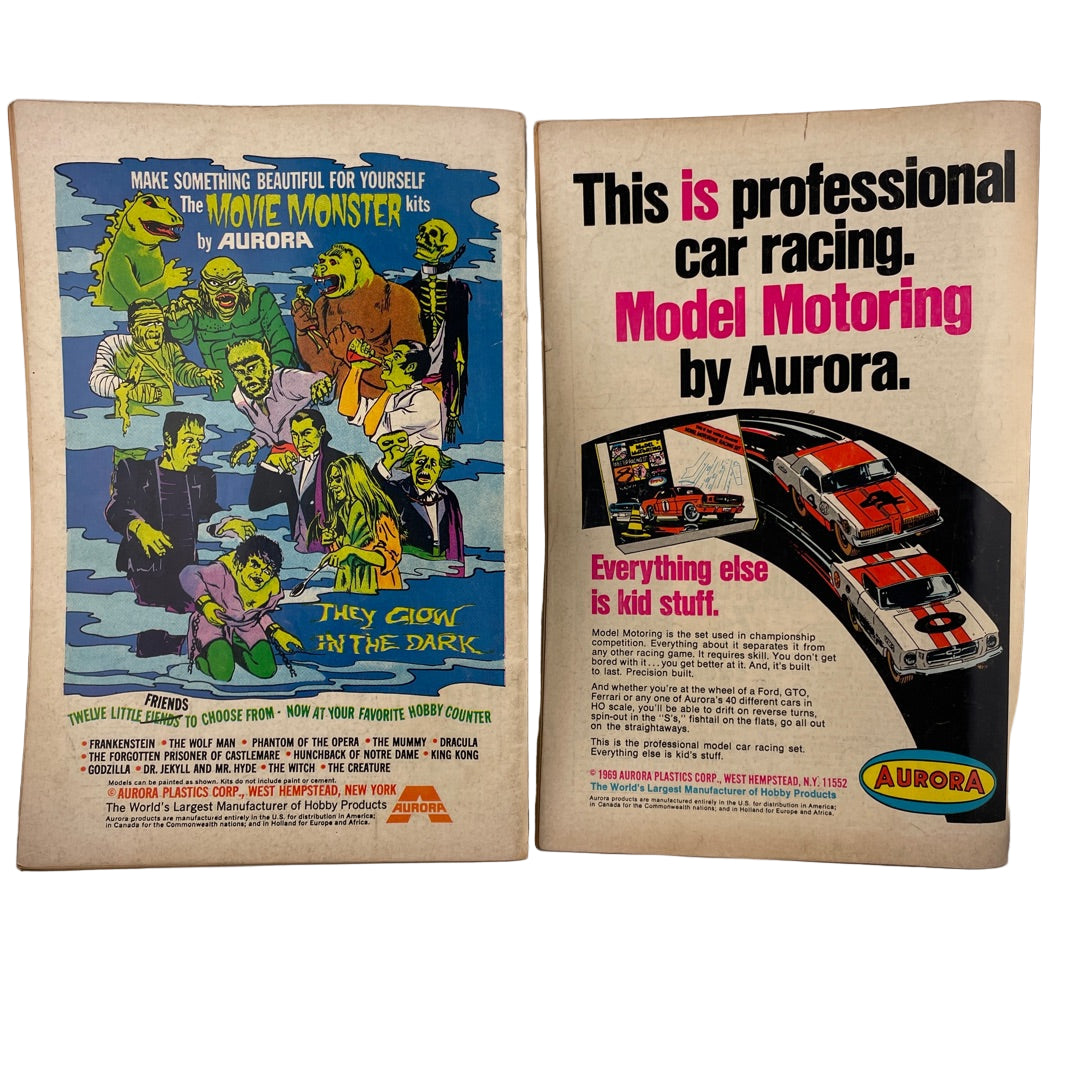 MAKE SOMETHING BEAUTIFUL FOR YOURSELF
The MOVIE MONSTER kits
by AURORA
THEY GLOW
IN THE DARK
FRIENDS
TWELVE LITTLE FIENDS TO CHOOSE FROM - NOW AT YOUR FAVORITE HOBBY COUNTER
• FRANKENSTEIN • THE WOLF MAN • PHANTOM OF THE OPERA • THE MUMMY • DRACULA
• THE FORGOTTEN PRISONER OF CASTLEMARE • HUNCHBACK OF NOTRE DAME • KING KONG
• GODZILLA • DR. JEKYLL AND MR. HYDE • THE WITCH • THE CREATURE
Models can be painted as shown. Kits do not include paint or cement.
© AURORA PLASTICS CORP., WEST HEMPSTEAD, NEW YORK
The World's Largest Manufacturer of Hobby Products
Aurora products are manufactured entirely in the U.S. for distribution in America;
in Canada for the Commonwealth nations; and in Holland for Europe and Africa.
AURORA
This is professional
car racing.
Model Motoring
by Aurora.
Everything else
is kid stuff.
Model Motoring is the set used in championship
competition. Everything about it separates it from
any other racing game. It requires skill. You don't get
bored with it...you get better at it. And, it's built
to last. Precision built.
And whether you're at the wheel of a Ford, GTO,
Ferrari or any one of Aurora's 40 different cars in
HO scale, you'll be able to drift on reverse turns,
spin-out in the "S's," fishtail on the flats, go all out
on the straightaways.
This is the professional model car racing set.
Everything else is kid's stuff.
© 1969 AURORA PLASTICS CORP., WEST HEMPSTEAD, N.Y. 11552
The World's Largest Manufacturer of Hobby Products
Aurora products are manufactured entirely in the U.S. for distribution in America;
in Canada for the Commonwealth nations; and in Holland for Europe and Africa.
AURORA